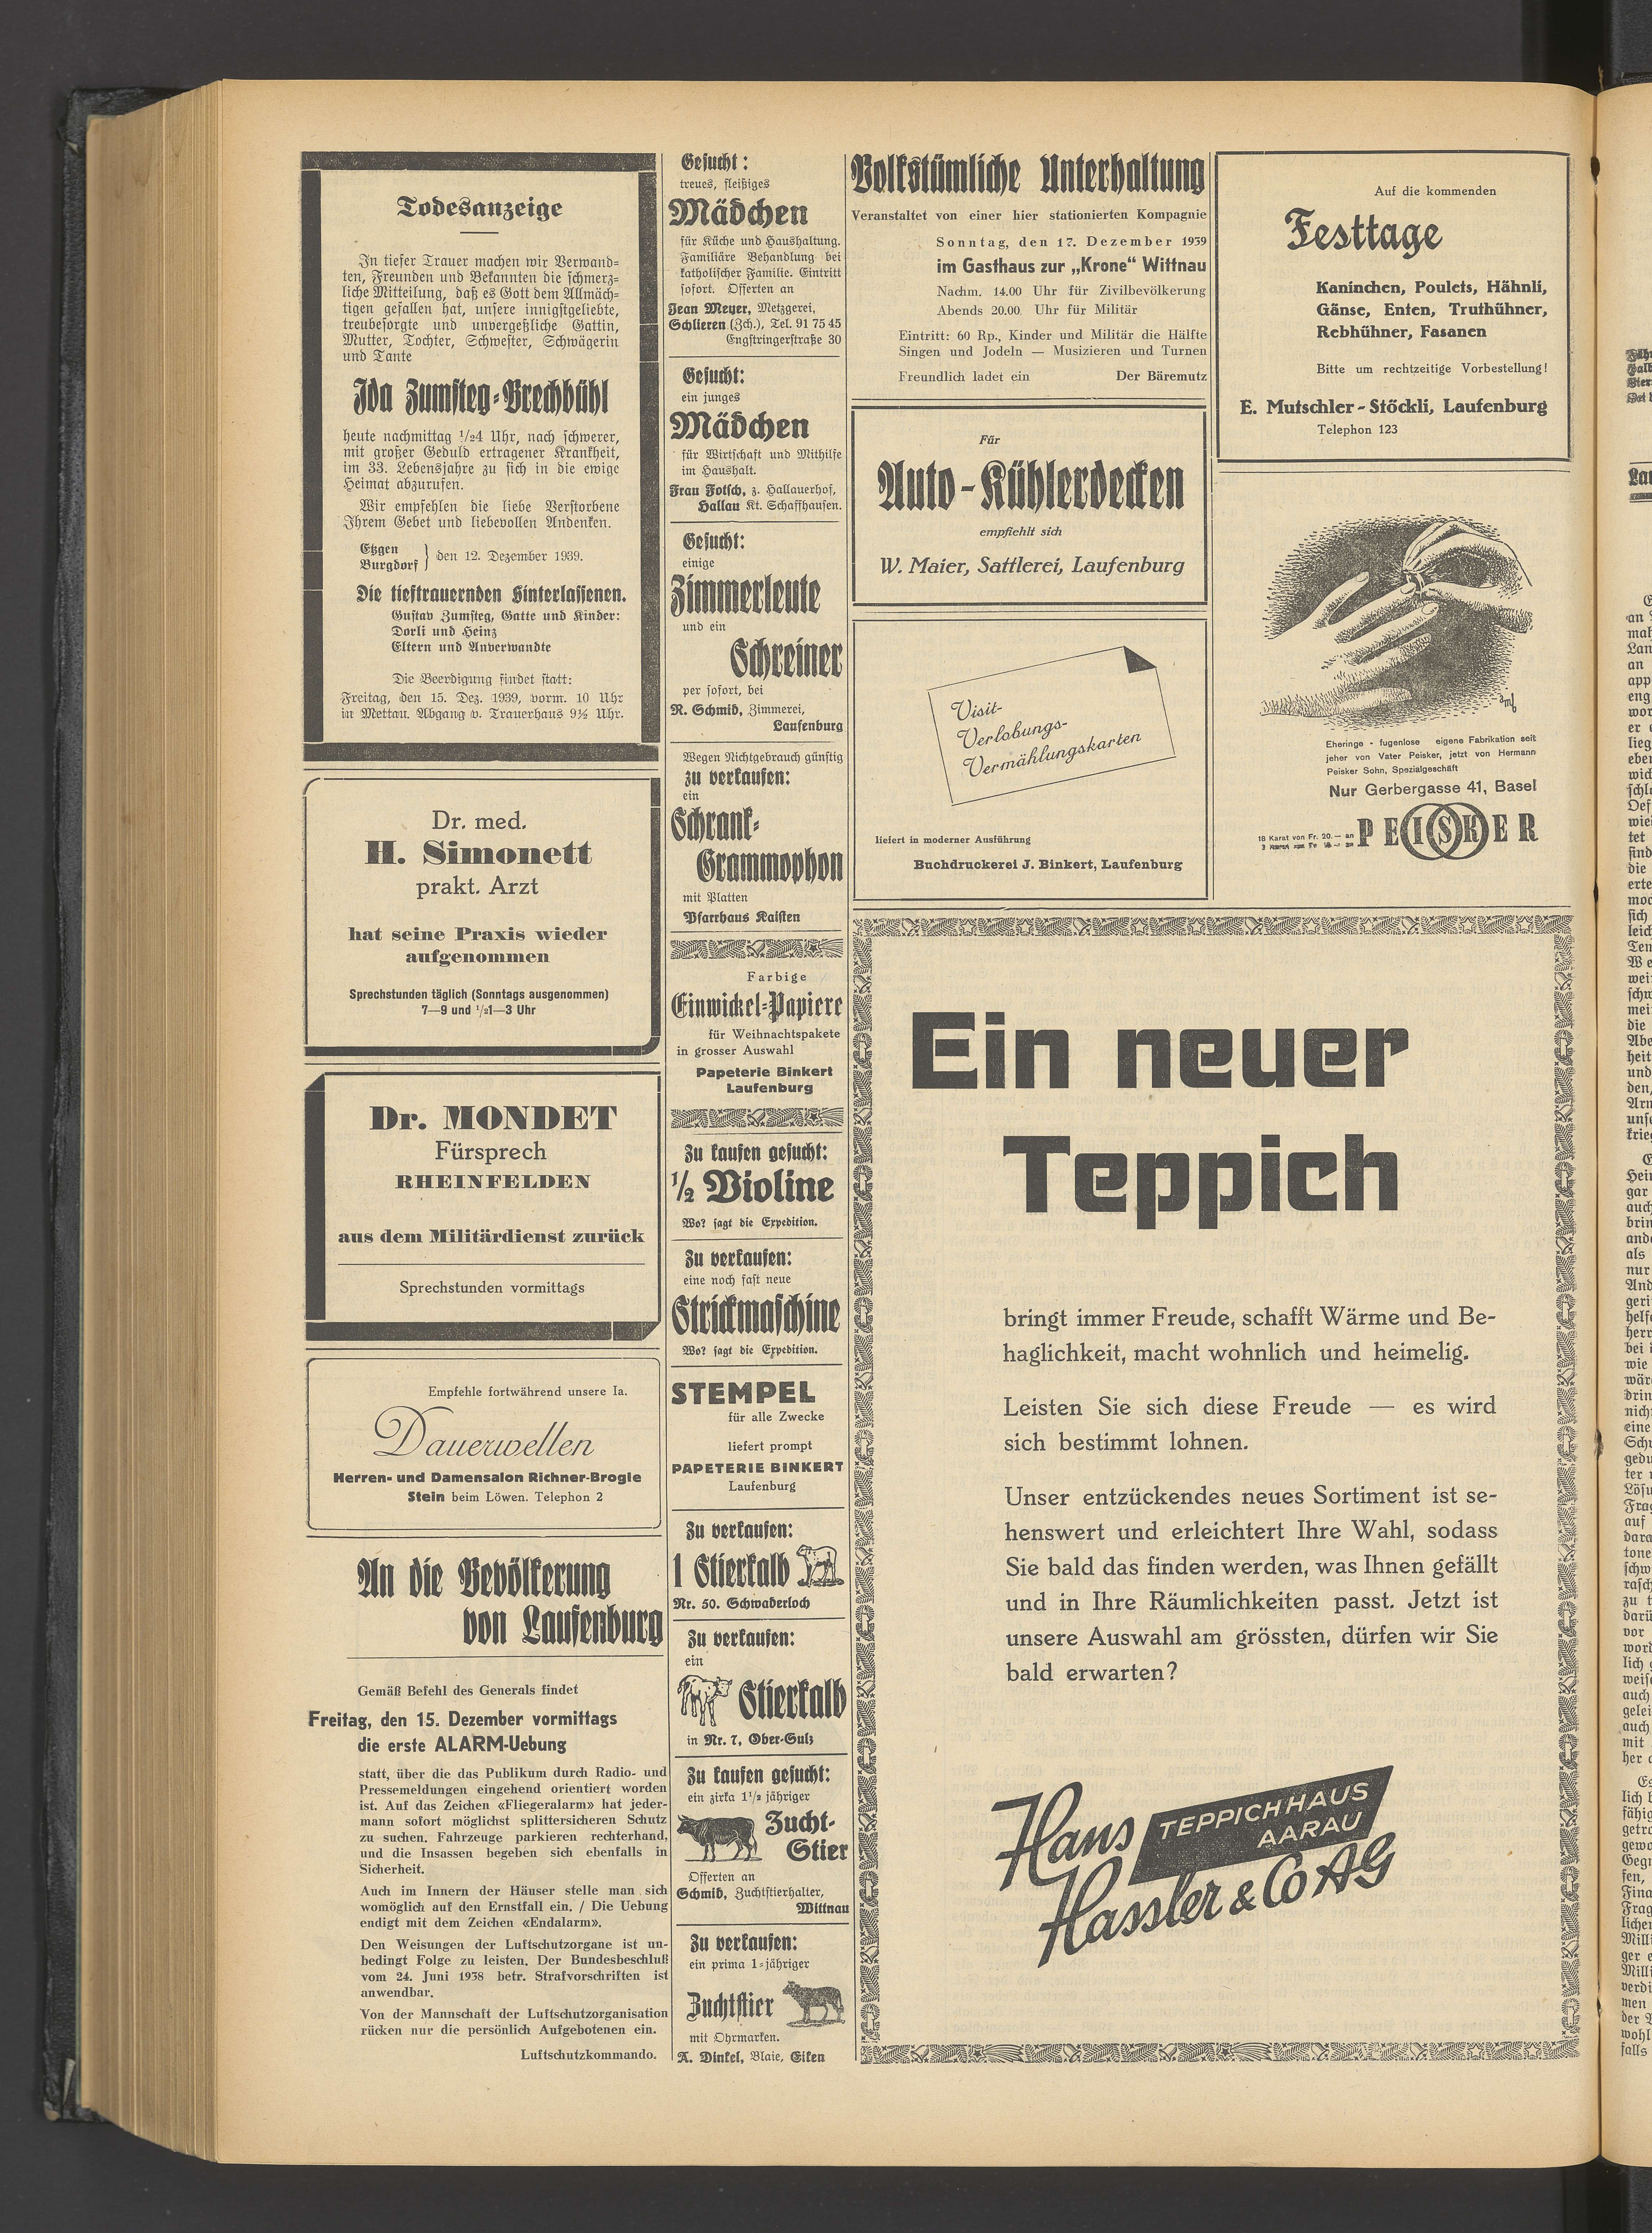 Todesanzeige
In tiefer Trauer machen wir Verwand-
ten, Freunden und Bekannten die schmerz-
liche Mitteilung, daß es Gott dem Allmäch-
tigen gefallen hat, unsere innigstgeliebte,
treubesorgte und unvergeßliche Gattin,
Mutter, Tochter, Schwester, Schwägerin
und Tante
Ida Zumsteg-Brechbühl
heute nachmittag 1/24 Uhr, nach schwerer,
mit großer Geduld ertragener Krankheit,
im 33. Lebensjahre zu sich in die ewige
Heimat abzurufen.
Wir empfehlen die liebe Verstorbene
Ihrem Gebet und liebevollen Andenken.
Etzgen
Burgdorf } den 12. Dezember 1939.
Die tieftrauernden Hinterlassenen.
Gustav Zumsteg, Gatte und Kinder:
Dorli und Heinz
Eltern und Anverwandte
Die Beerdigung findet statt:
Freitag, den 15. Dez. 1939, vorm. 10 Uhr
in Mettau. Abgang v. Trauerhaus 9½ Uhr.
Dr. med.
H. Simonett
prakt. Arzt
hat seine Praxis wieder
aufgenommen
Sprechstunden täglich (Sonntags ausgenommen)
7—9 und 1/21—3 Uhr
Dr. MONDET
Fürsprech
RHEINFELDEN
aus dem Militärdienst zurück
Sprechstunden vormittags
Empfehle fortwährend unsere Ia.
Dauerwellen
Herren- und Damensalon Richner-Brogle
Stein beim Löwen. Telephon 2
An die Bevölkerung
von Laufenburg
Gemäß Befehl des Generals findet
Freitag, den 15. Dezember vormittags
die erste ALARM-Uebung
statt, über die das Publikum durch Radio- und
Pressemeldungen eingehend orientiert worden
ist. Auf das Zeichen «Fliegeralarm» hat jeder-
mann sofort möglichst splittersicheren Schutz
zu suchen. Fahrzeuge parkieren rechterhand,
und die Insassen begeben sich ebenfalls in
Sicherheit.
Auch im Innern der Häuser stelle man sich
womöglich auf den Ernstfall ein. / Die Uebung
endigt mit dem Zeichen «Endalarm».
Den Weisungen der Luftschutzorgane ist un-
bedingt Folge zu leisten. Der Bundesbeschluß
vom 24. Juni 1938 betr. Strafvorschriften ist
anwendbar.
Von der Mannschaft der Luftschutzorganisation
rücken nur die persönlich Aufgebotenen ein.
Luftschutzkommando.
Gesucht:
treues, fleißiges
Mädchen
für Küche und Haushaltung.
Familiäre Behandlung bei
katholischer Familie. Eintritt
sofort. Offerten an
Jean Meyer, Metzgerei,
Schlieren (Zch.), Tel. 91 75 45
Engstringerstraße 30
Gesucht:
ein junges
Mädchen
für Wirtschaft und Mithilfe
im Haushalt.
Frau Fotsch, z. Hallauerhof,
Hallau Kt. Schaffhausen.
Gesucht:
einige
Zimmerleute
und ein
Schreiner
per sofort, bei
R. Schmid, Zimmerei,
Laufenburg
Wegen Nichtgebrauch günstig
zu verkaufen:
ein
Schrank-
Grammophon
mit Platten
Pfarrhaus Kaisten
Farbige
Einwickel-Papiere
für Weihnachtspakete
in grosser Auswahl
Papeterie Binkert
Laufenburg
Zu kaufen gesucht:
½ Violine
Wo? sagt die Expedition.
Zu verkaufen:
eine noch fast neue
Strickmaschine
Wo? sagt die Expedition.
STEMPEL
für alle Zwecke
liefert prompt
PAPETERIE BINKERT
Laufenburg
Zu verkaufen:
1 Stierkalb
Nr. 50. Schwaderloch
Zu verkaufen:
ein
Stierkalb
in Nr. 7, Ober-Sulz
Zu kaufen gesucht:
ein zirka 1½ jähriger
Zucht-
Stier
Offerten an
Schmid, Zuchtstierhalter,
Wittnau
Zu verkaufen:
ein prima 1-jähriger
Zuchtstier
mit Ohrmarken.
A. Dinkel, Blaie, Eiken
Volkstümliche Unterhaltung
Veranstaltet von einer hier stationierten Kompagnie
Sonntag, den 17. Dezember 1939
im Gasthaus zur „Krone“ Wittnau
Nachm. 14.00 Uhr für Zivilbevölkerung
Abends 20.00 Uhr für Militär
Eintritt: 60 Rp., Kinder und Militär die Hälfte
Singen und Jodeln — Musizieren und Turnen
Freundlich ladet ein Der Bäremutz
Für
Auto-Kühlerdecken
empfiehlt sich
W. Maier, Sattlerei, Laufenburg
Visit-
Verlobungs-
Vermählungskarten
liefert in moderner Ausführung
Buchdruckerei J. Binkert, Laufenburg
Auf die kommenden
Festtage
Kaninchen, Poulets, Hähnli,
Gänse, Enten, Truthühner,
Rebhühner, Fasanen
Bitte um rechtzeitige Vorbestellung!
E. Mutschler-Stöckli, Laufenburg
Telephon 123
Eheringe - fugenlose eigene Fabrikation seit
jeher von Vater Peisker, jetzt von Hermann
Peisker Sohn, Spezialgeschäft
Nur Gerbergasse 41, Basel
18 Karat von Fr. 20.— an
PEISKER
Ein neuer
Teppich
bringt immer Freude, schafft Wärme und Be-
haglichkeit, macht wohnlich und heimelig.
Leisten Sie sich diese Freude — es wird
sich bestimmt lohnen.
Unser entzückendes neues Sortiment ist se-
henswert und erleichtert Ihre Wahl, sodass
Sie bald das finden werden, was Ihnen gefällt
und in Ihre Räumlichkeiten passt. Jetzt ist
unsere Auswahl am grössten, dürfen wir Sie
bald erwarten?
Hans
TEPPICHHAUS
AARAU
Hassler & Co AG